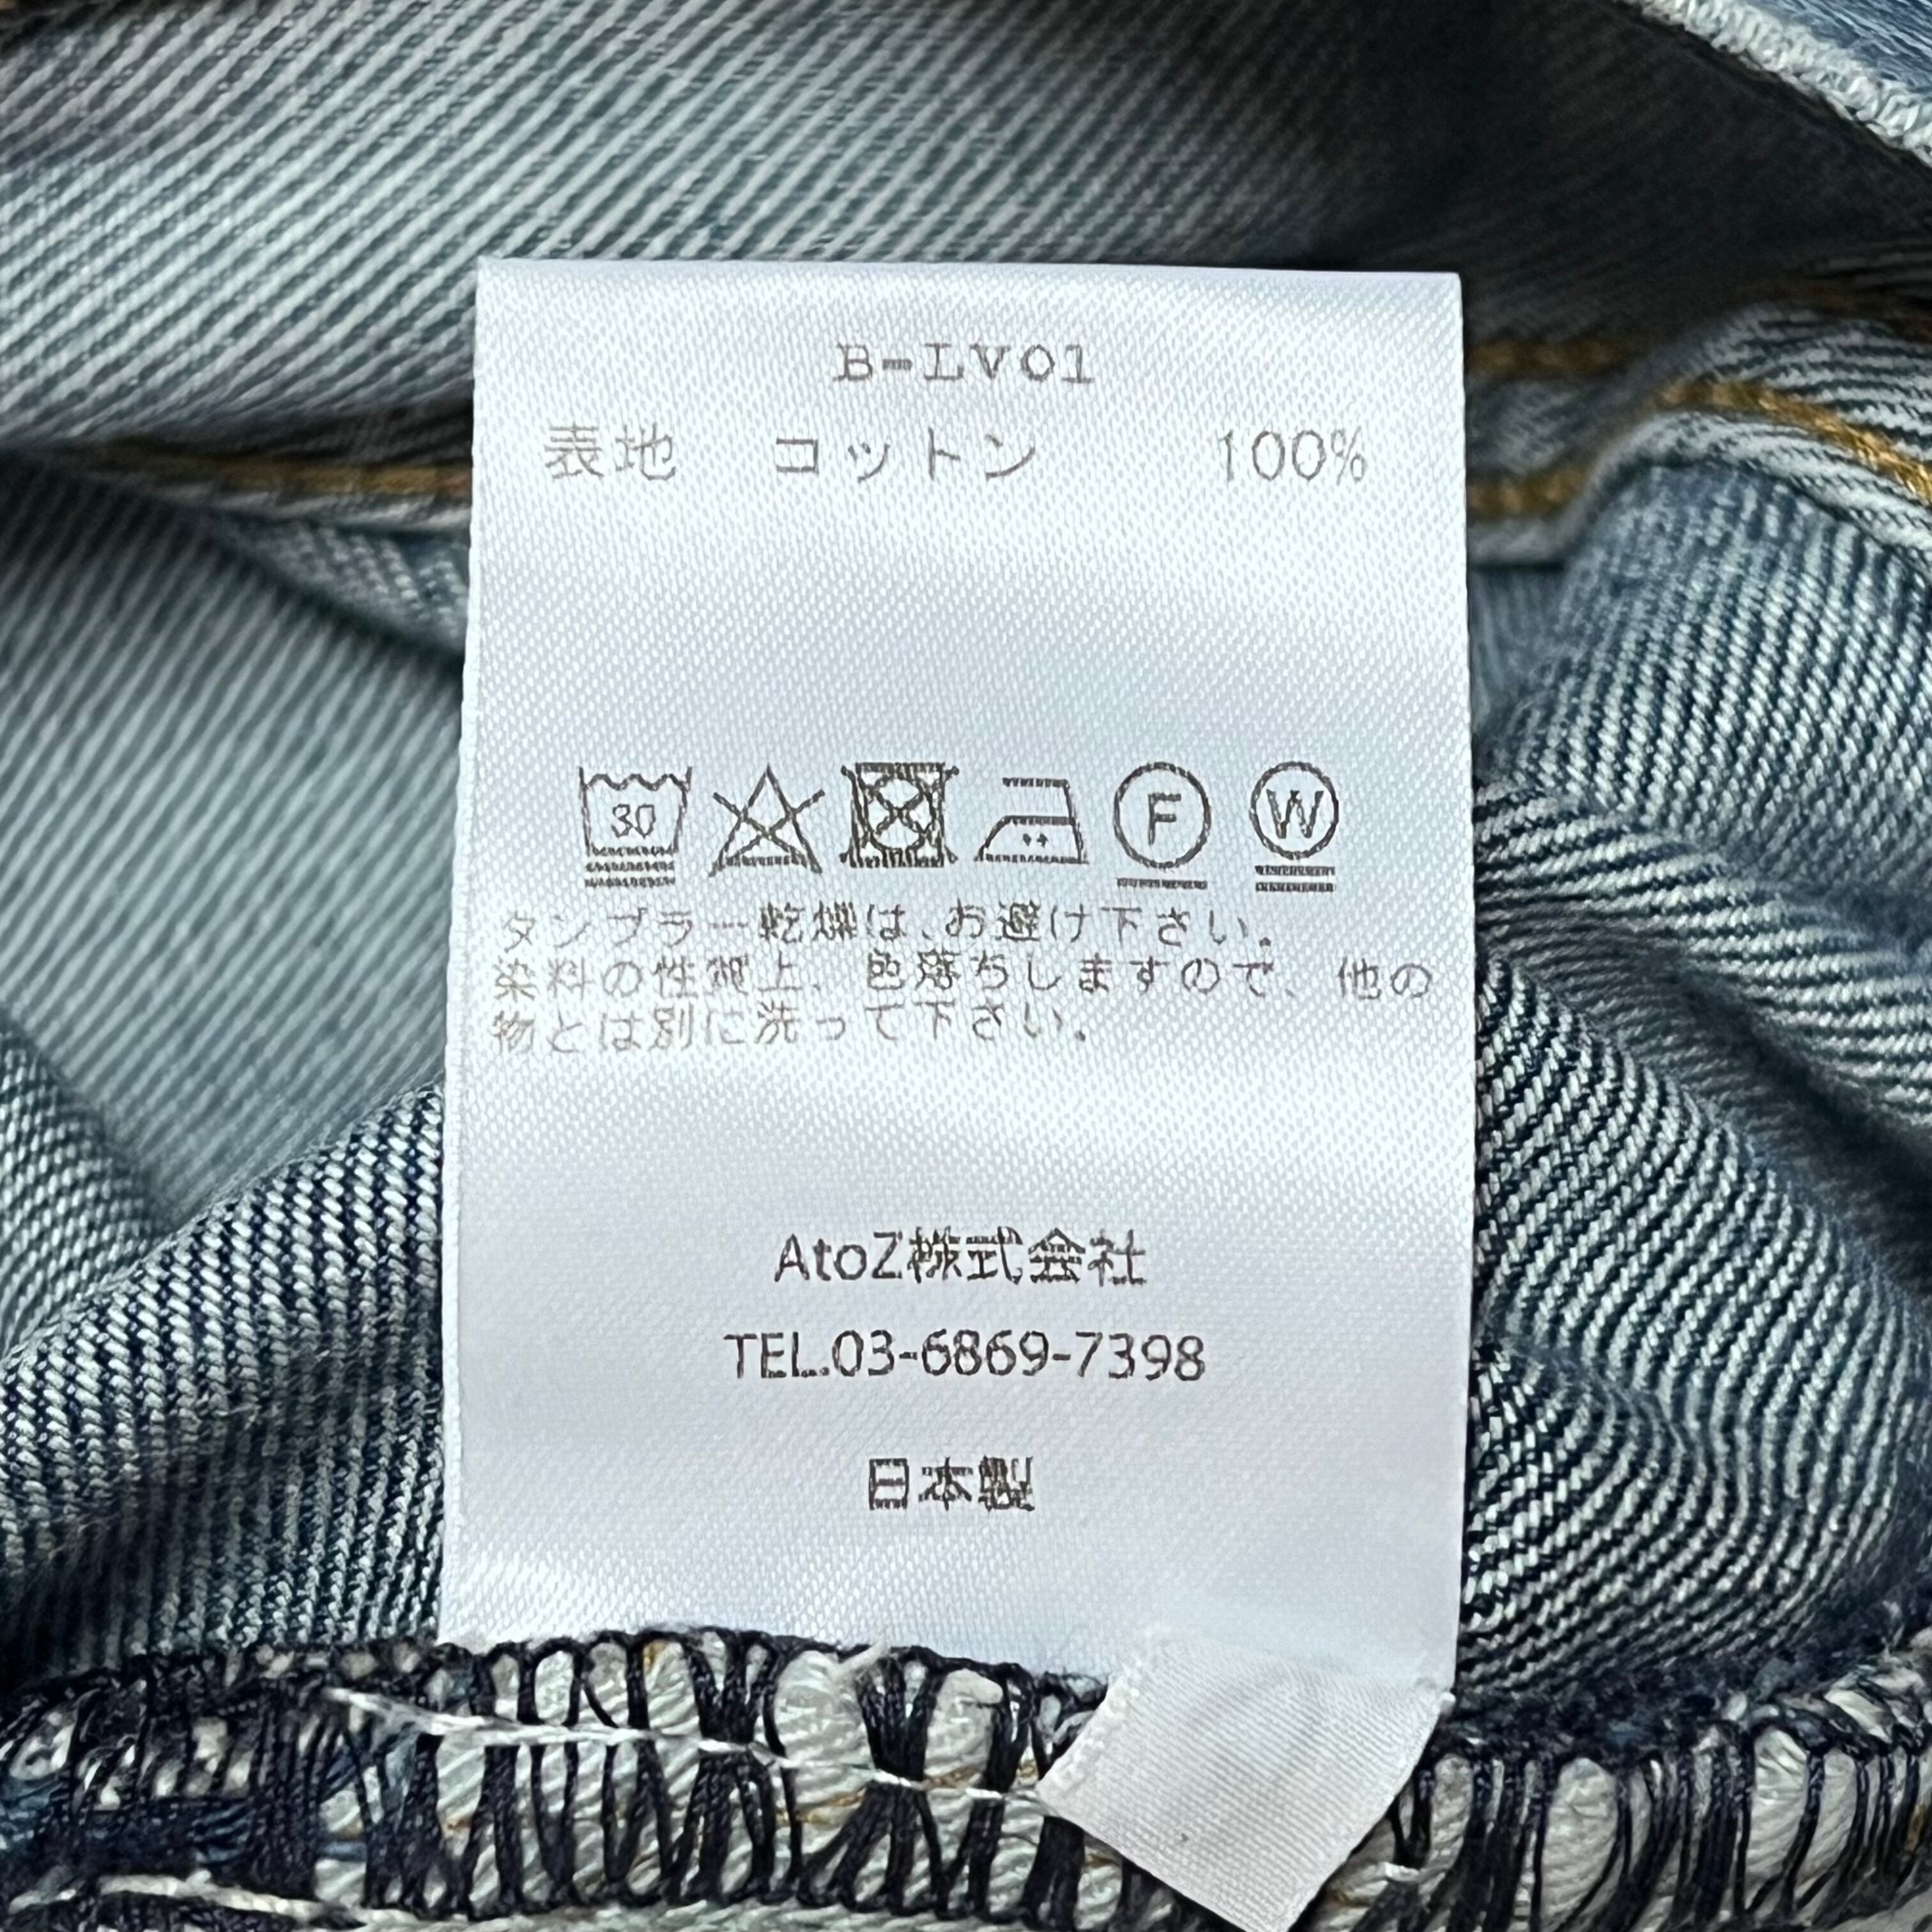 B-LV01
表地 コットン 100%
30
F W
タンブラー乾燥は、お避け下さい。
染料の性質上、色落ちしますので、他の
物とは別に洗って下さい。
AtoZ株式会社
TEL.03-6869-7398
日本製